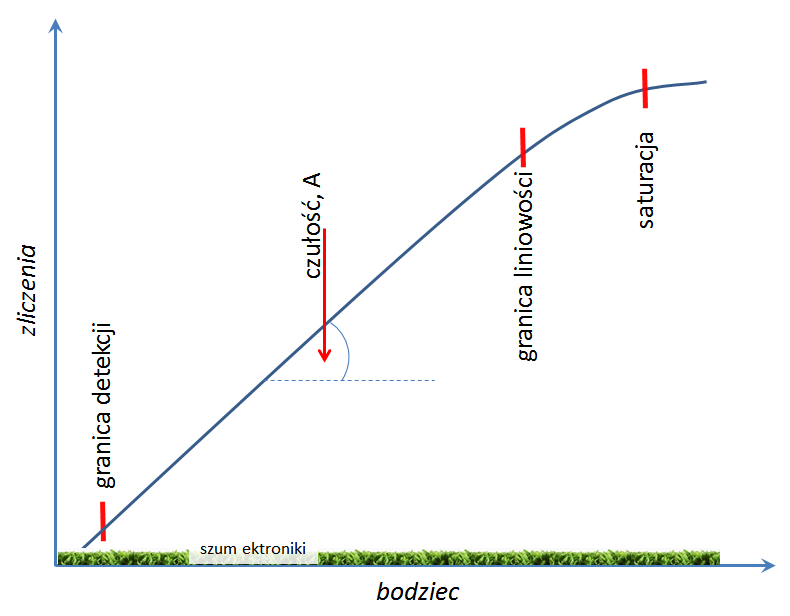 zliczenia
granica detekcji
czułość, A
granica liniowości
saturacja
szum ektroniki
bodziec